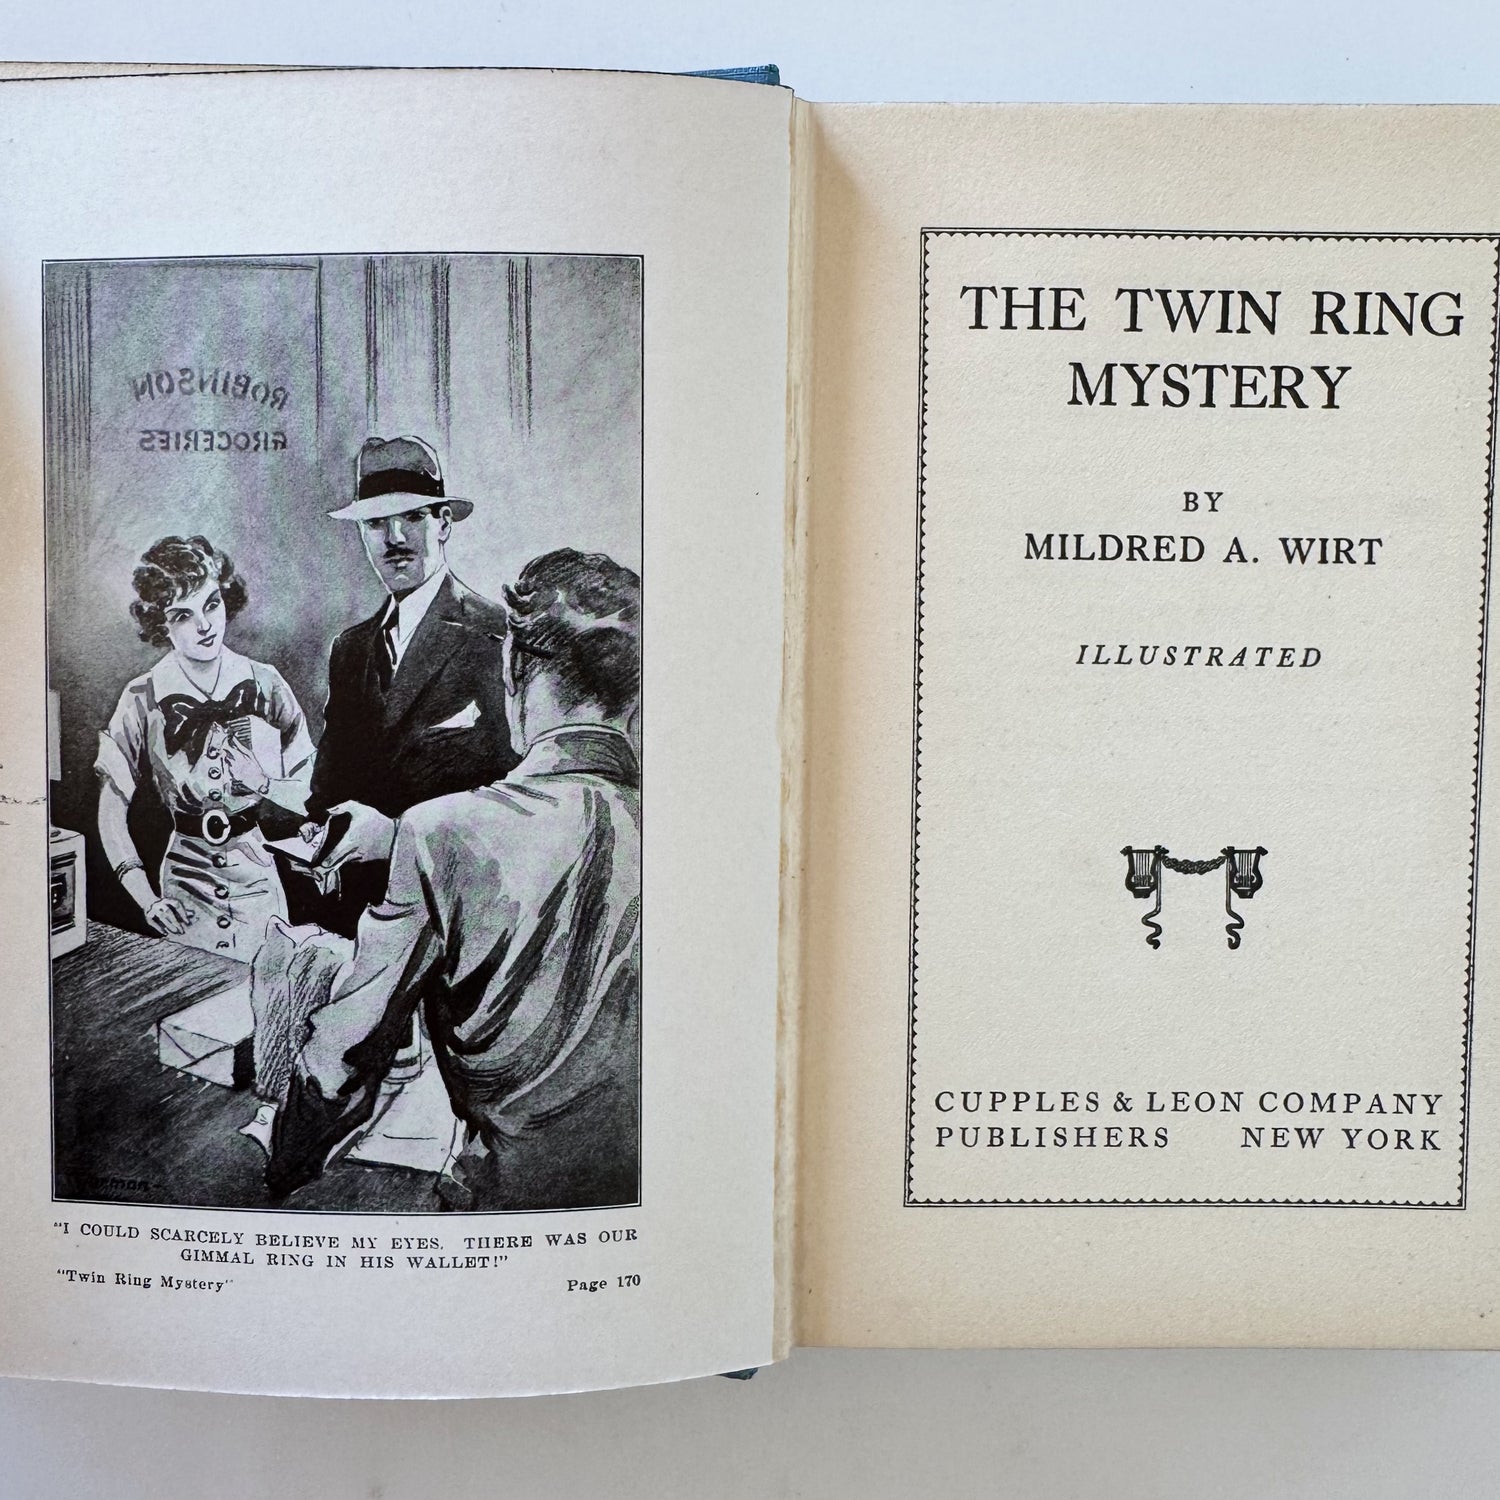 ROBINSON
GROCERIES
"I COULD SCARCELY BELIEVE MY EYES. THERE WAS OUR
GIMMAL RING IN HIS WALLET!"
"Twin Ring Mystery" Page 170
THE TWIN RING
MYSTERY
BY
MILDRED A. WIRT
ILLUSTRATED
CUPPLES & LEON COMPANY
PUBLISHERS NEW YORK